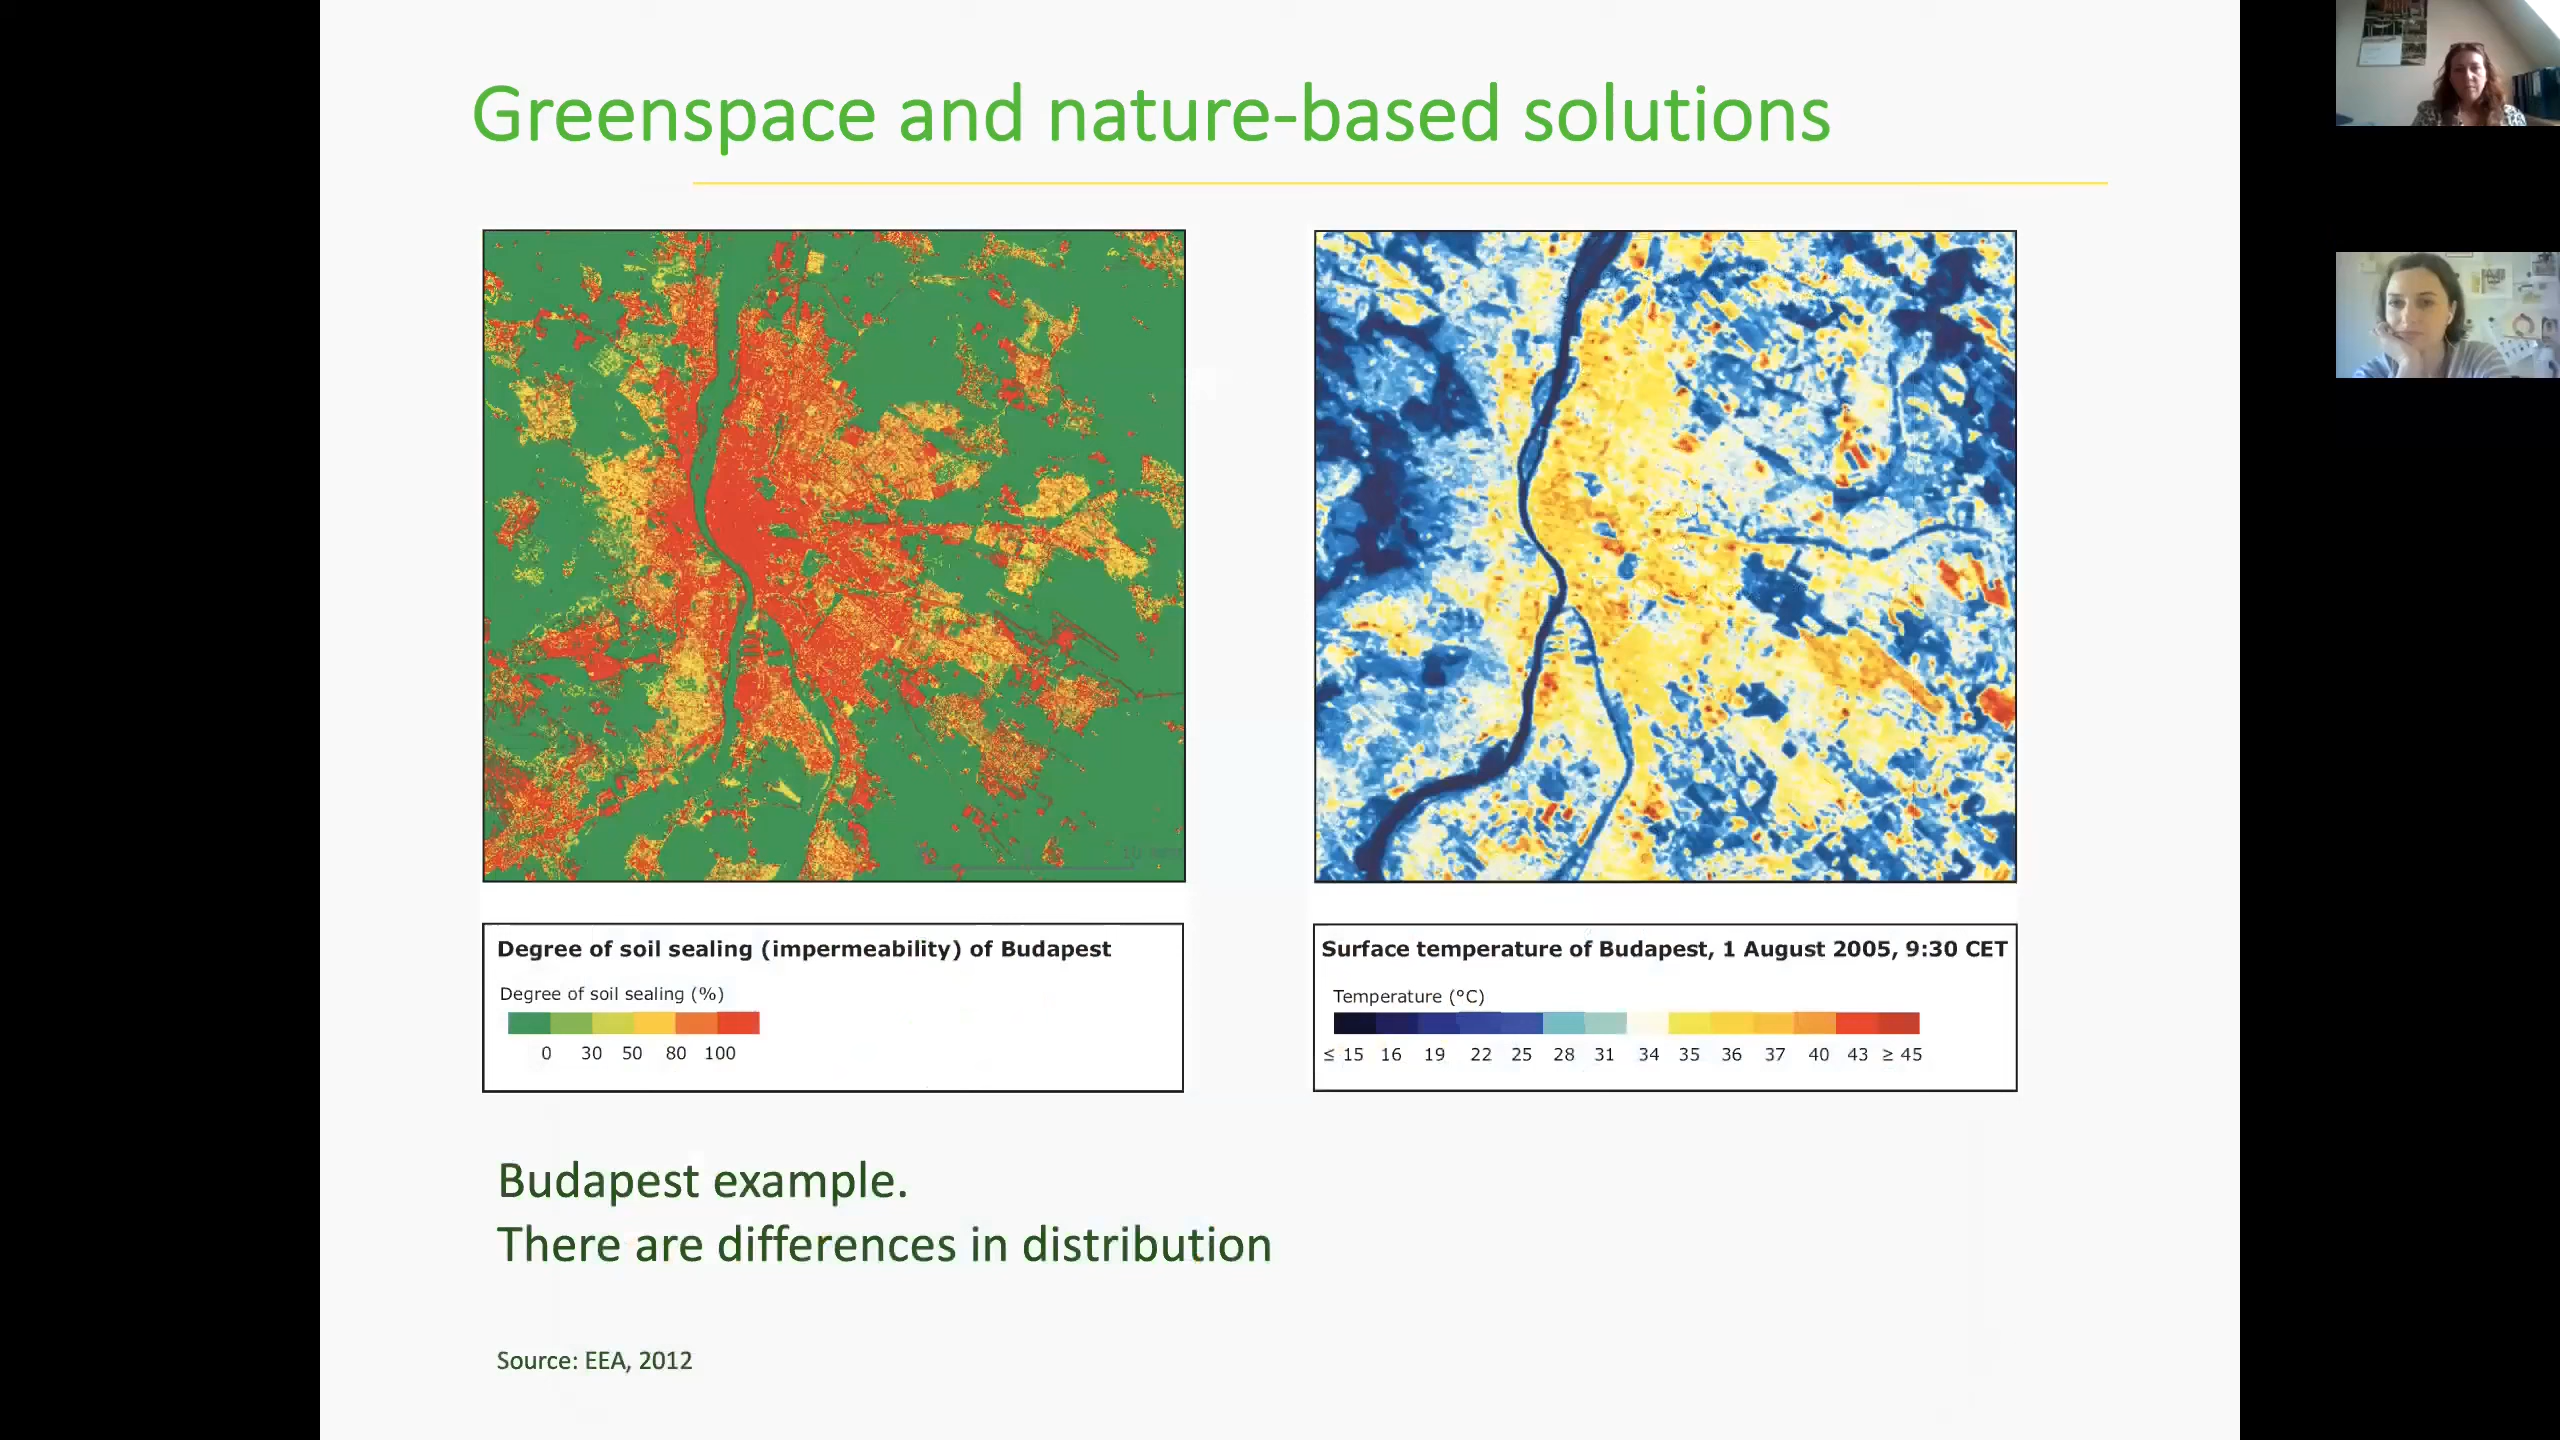 Greenspace and nature-based solutions
Degree of soil sealing (impermeability) of Budapest
Degree of soil sealing (%)
0 30 50 80 100
Surface temperature of Budapest, 1 August 2005, 9:30 CET
Temperature (°C)
≤ 15 16 19 22 25 28 31 34 35 36 37 40 43 ≥ 45
Budapest example.
There are differences in distribution
Source: EEA, 2012